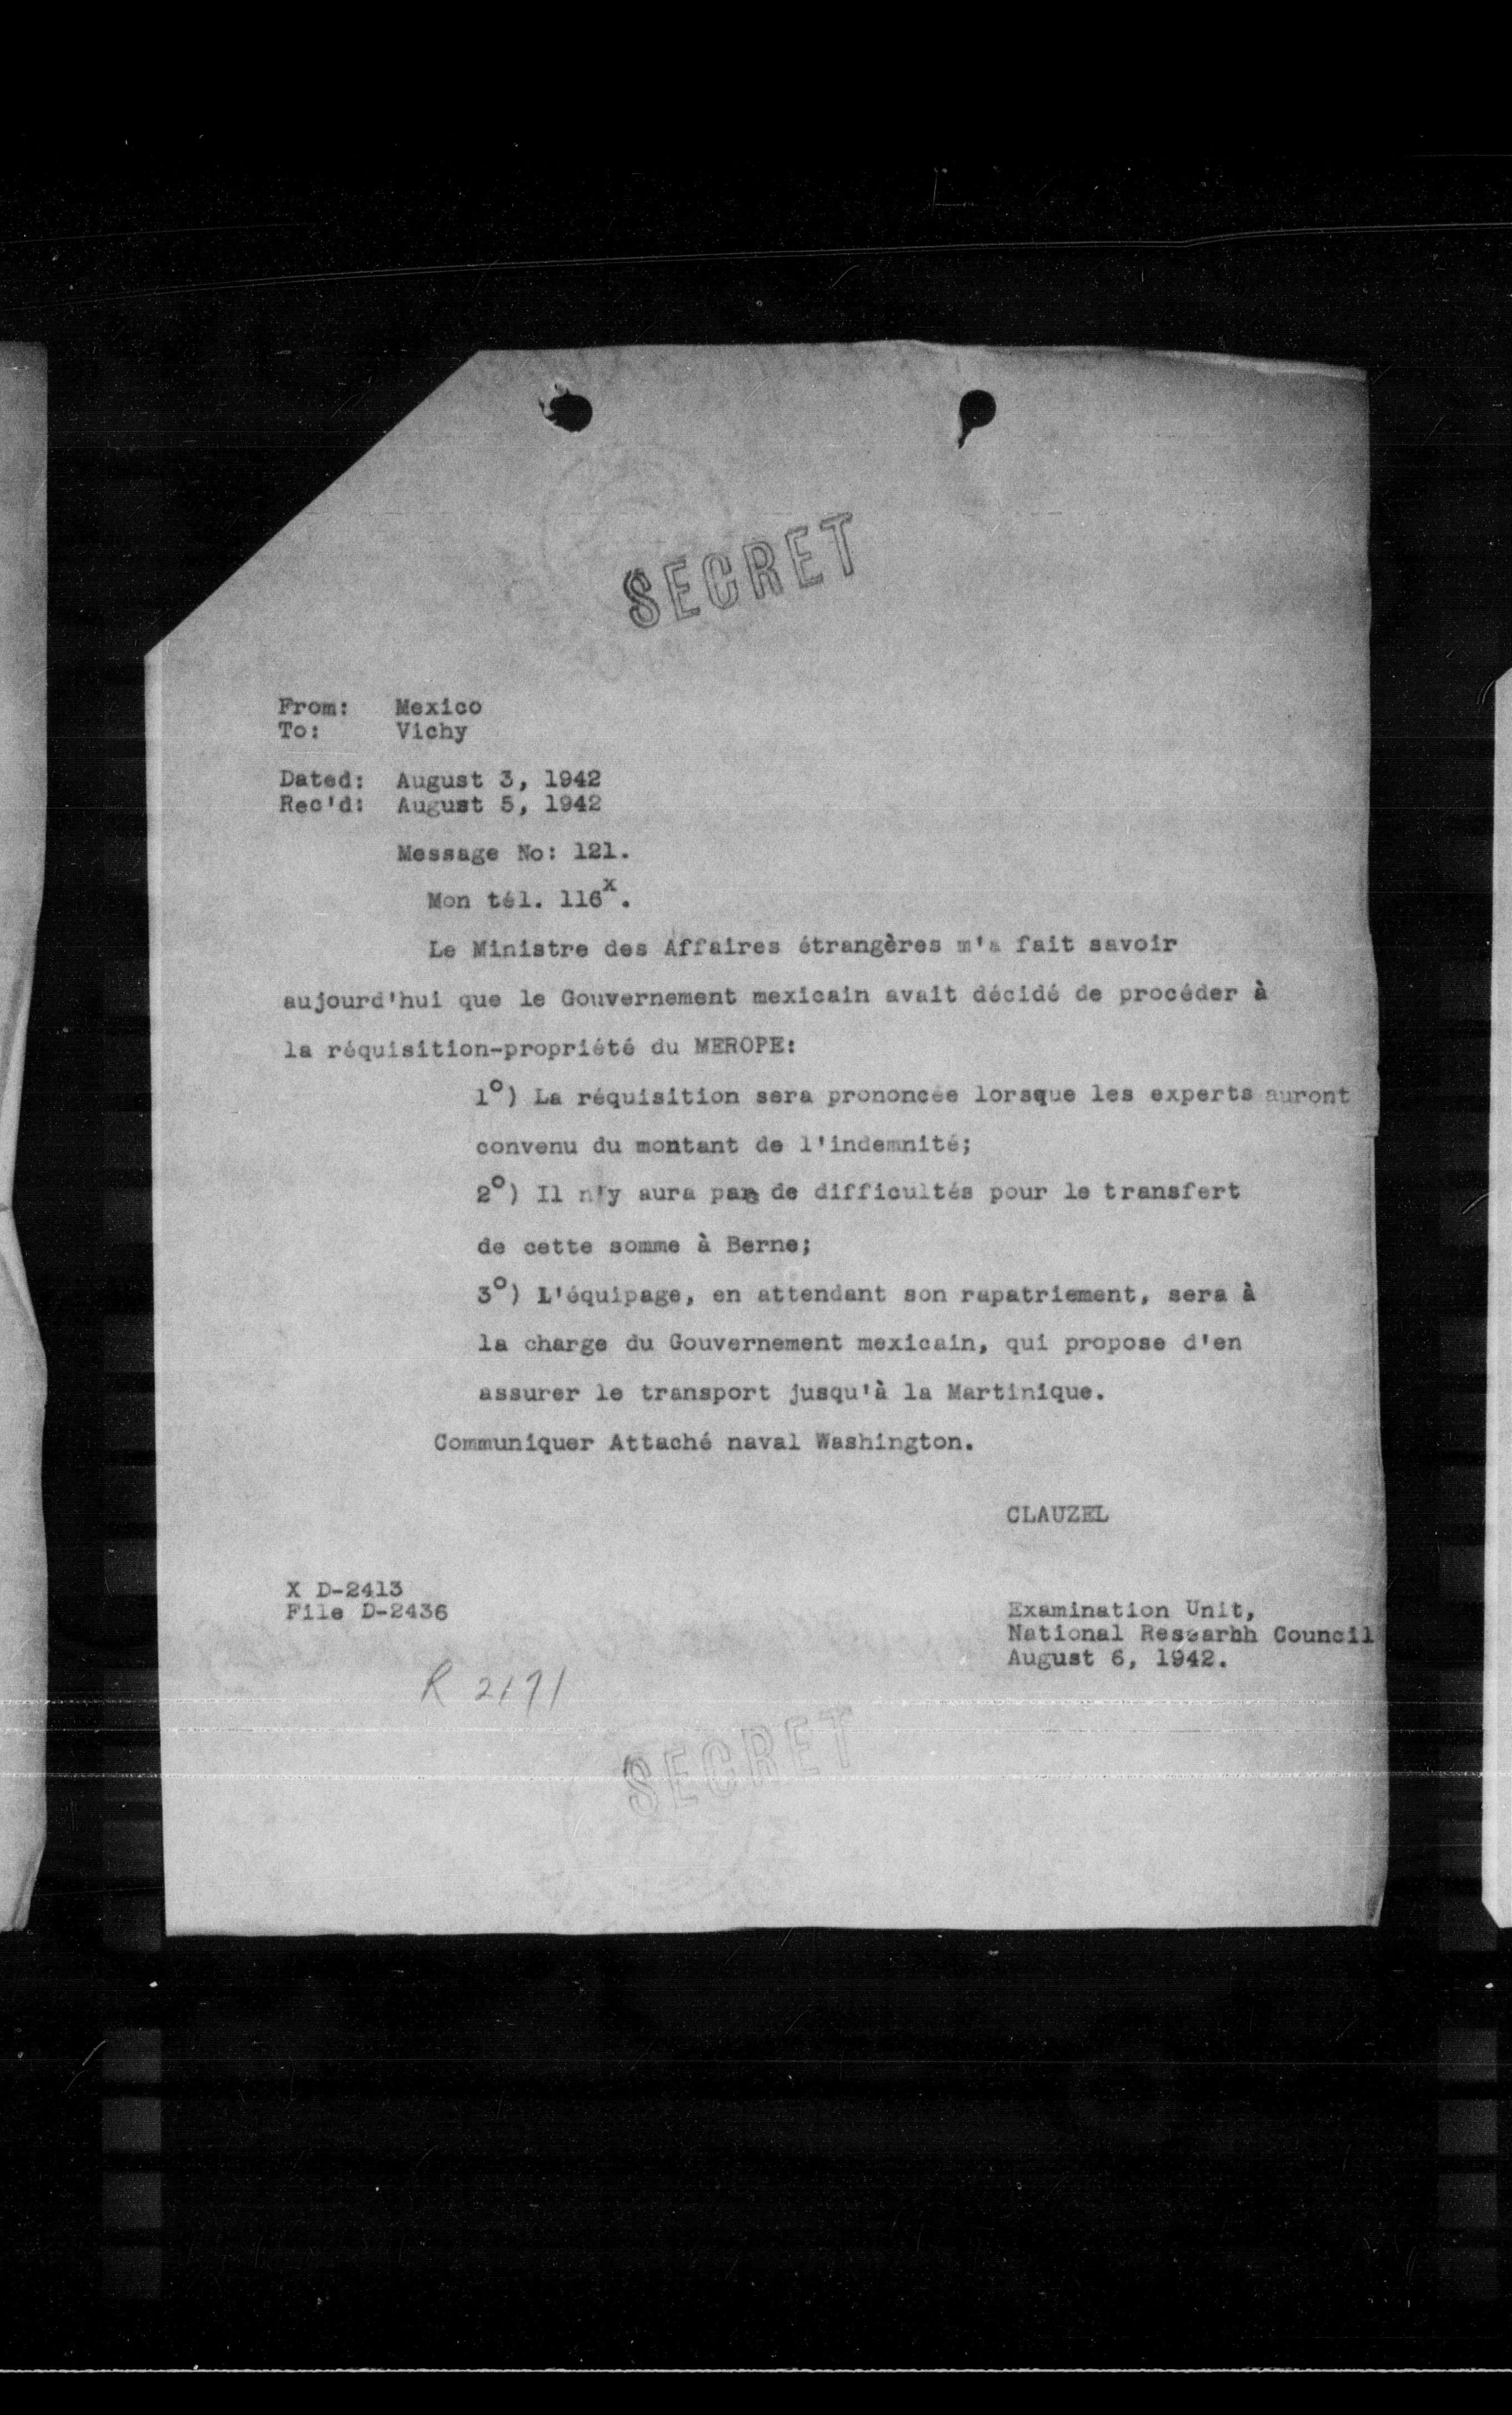 SECRET
From: Mexico
To: Vichy
Dated: August 3, 1942
Rec'd: August 5, 1942
Message No: 121.
Mon tél. 116x.
Le Ministre des Affaires étrangères m'a fait savoir
aujourd'hui que le Gouvernement mexicain avait décidé de procéder à
la réquisition-propriété du MEROPE:
1o) La réquisition sera prononcée lorsque les experts auront
convenu du montant de l'indemnité;
2o) Il n'y aura pas de difficultés pour le transfert
de cette somme à Berne;
3o) L'équipage, en attendant son rapatriement, sera à
la charge du Gouvernement mexicain, qui propose d'en
assurer le transport jusqu'à la Martinique.
Communiquer Attaché naval Washington.
CLAUZEL
X D-2413
File D-2436
Examination Unit,
National Researhh Council
August 6, 1942.
R 2191
SECRET